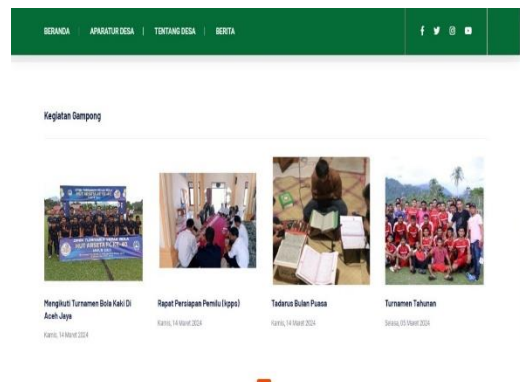 BERANDA | APARATUR DESA | TENTANG DESA | BERITA
Kegiatan Gampong
Mengikuti Turnamen Bola Kaki Di
Aceh Jaya
Kamis, 14 Maret 2024
Rapat Persiapan Pemilu (kpps)
Kamis, 14 Maret 2024
Tadarus Bulan Puasa
Kamis, 14 Maret 2024
Turnamen Tahunan
Selasa, 05 Maret 2024